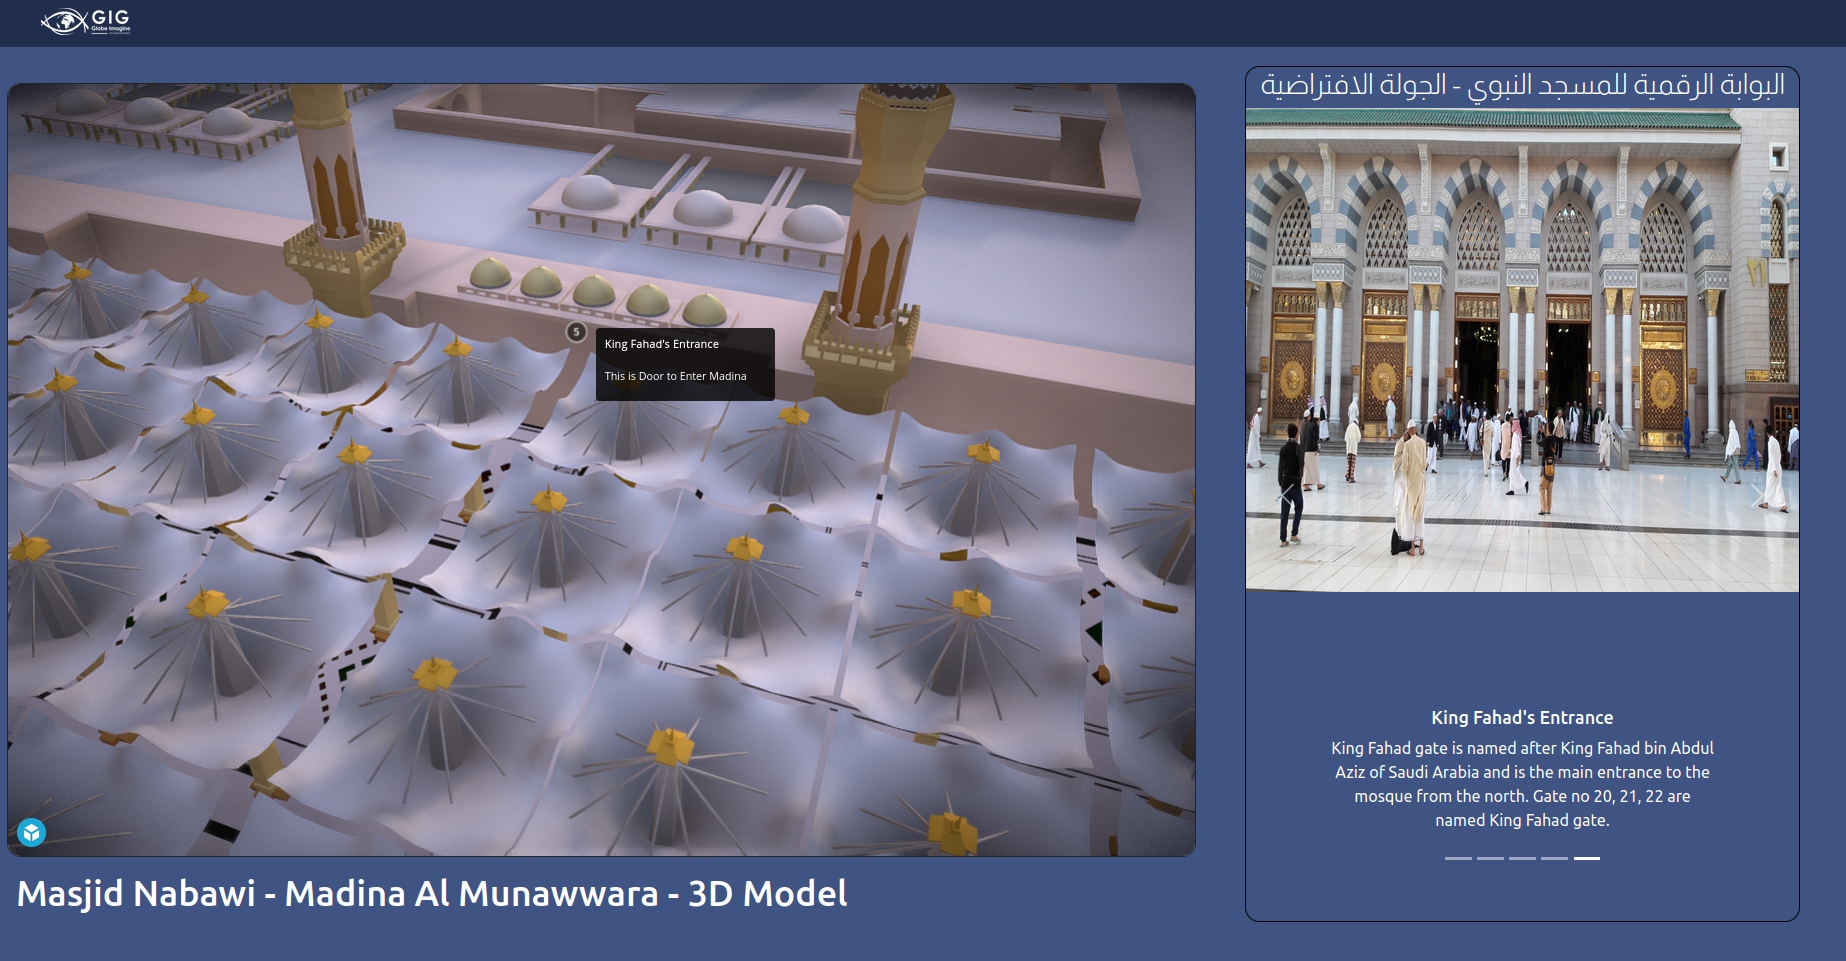 GIG
Globe Imagine
البوابة الرقمية للمسجد النبوي - الجولة الافتراضية
5
King Fahad's Entrance
This is Door to Enter Madina
٢١
King Fahad's Entrance
King Fahad gate is named after King Fahad bin Abdul
Aziz of Saudi Arabia and is the main entrance to the
mosque from the north. Gate no 20, 21, 22 are
named King Fahad gate.
Masjid Nabawi - Madina Al Munawwara - 3D Model